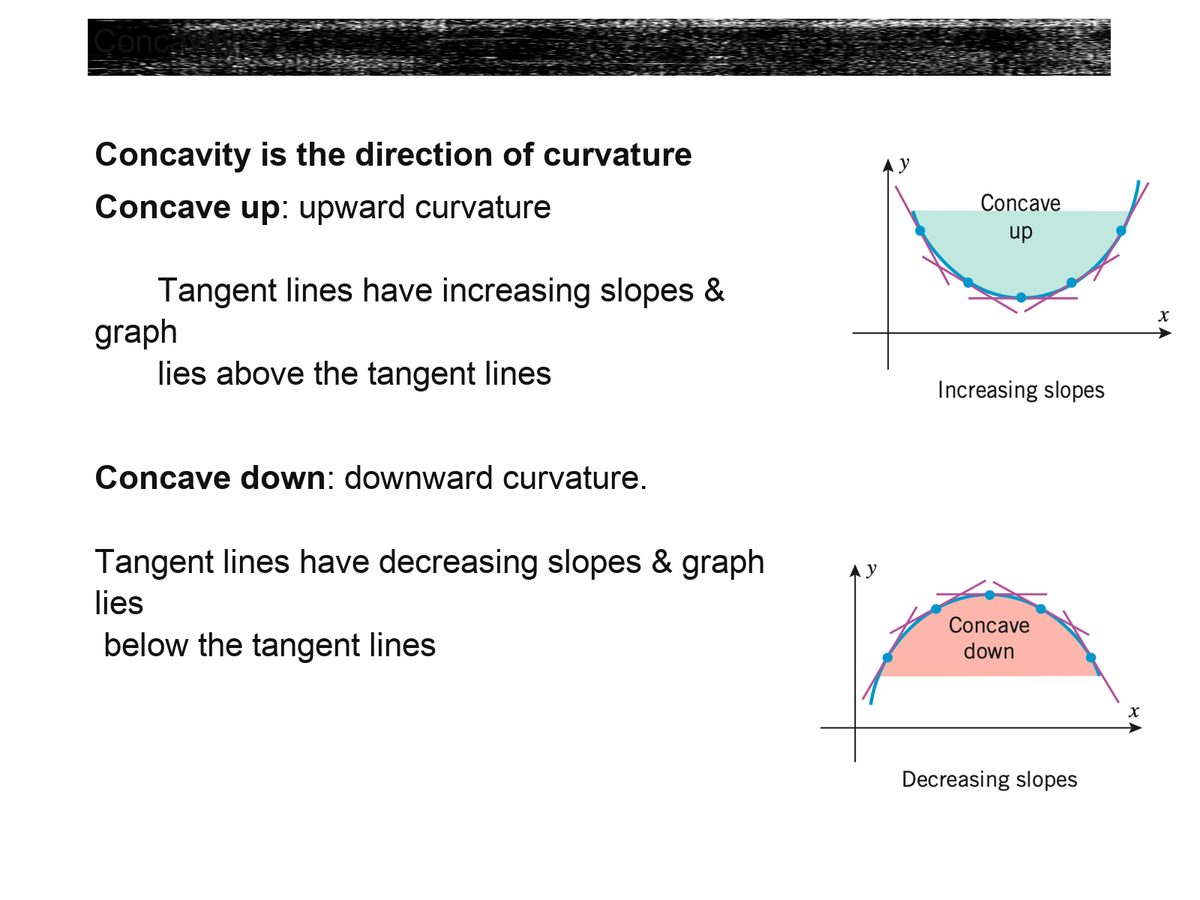 Concavity is the direction of curvature
Concave up: upward curvature
Tangent lines have increasing slopes &
graph
lies above the tangent lines
Concave down: downward curvature.
Tangent lines have decreasing slopes & graph
lies
below the tangent lines
y
Concave
up
x
Increasing slopes
y
Concave
down
x
Decreasing slopes